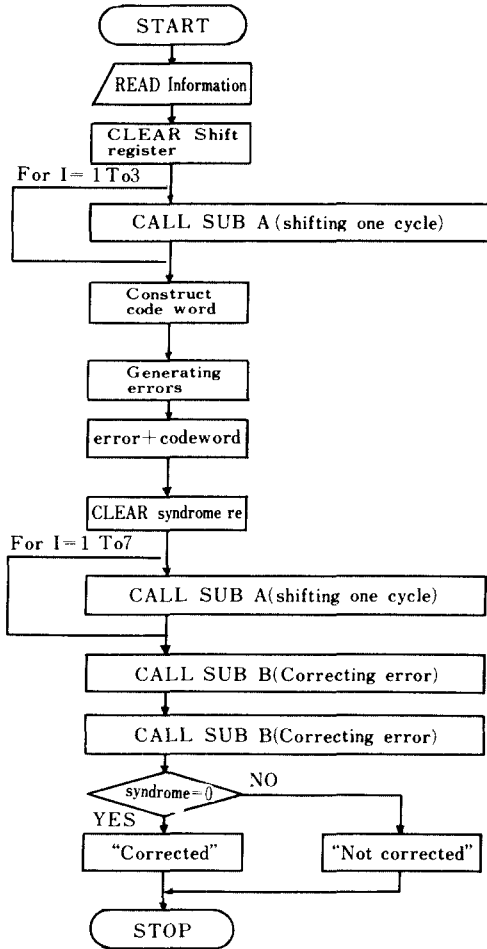 START
READ Information
CLEAR Shift
register
For I= 1 To3
CALL SUB A(shifting one cycle)
Construct
code word
Generating
errors
error+codeword
CLEAR syndrome re
For I=1 To7
CALL SUB A(shifting one cycle)
CALL SUB B(Correcting error)
CALL SUB B(Correcting error)
syndrome=0
NO
YES
"Corrected"
"Not corrected"
STOP